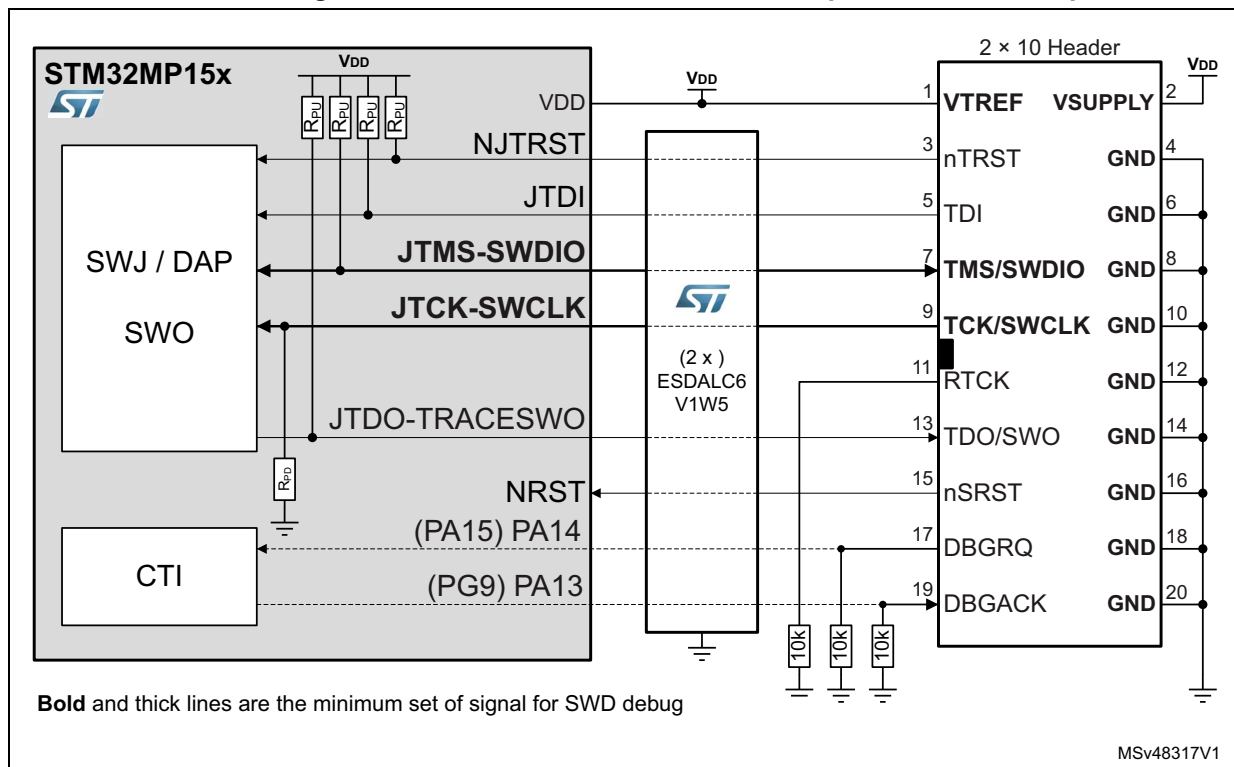 STM32MP15x
VDD
RPU
RPU
RPU
RPU
VDD
NJTRST
JTDI
JTMS-SWDIO
JTCK-SWCLK
SWJ / DAP
SWO
JTDO-TRACESWO
RPD
NRST
(PA15) PA14
(PG9) PA13
CTI
VDD
(2 x )
ESDALC6
V1W5
10k
10k
10k
2 × 10 Header
VDD
1 VTREF VSUPPLY 2
3 nTRST GND 4
5 TDI GND 6
7 TMS/SWDIO GND 8
9 TCK/SWCLK GND 10
11 RTCK GND 12
13 TDO/SWO GND 14
15 nSRST GND 16
17 DBGRQ GND 18
19 DBGACK GND 20
Bold and thick lines are the minimum set of signal for SWD debug
MSv48317V1